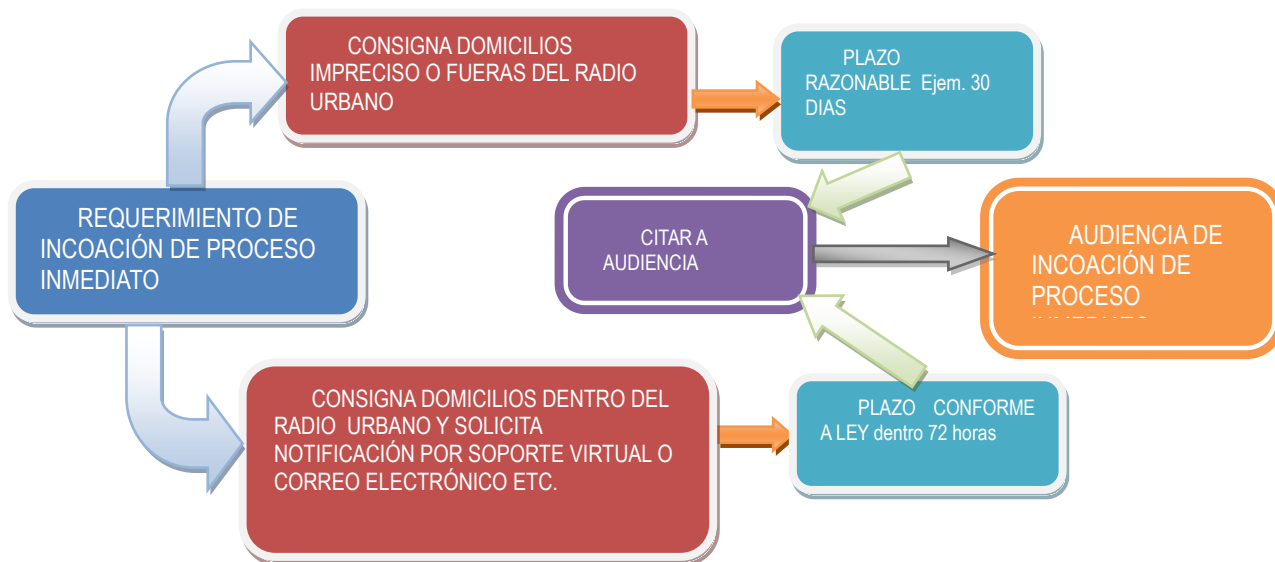 CONSIGNA DOMICILIOS
IMPRECISO O FUERAS DEL RADIO
URBANO
PLAZO
RAZONABLE Ejem. 30
DIAS
REQUERIMIENTO DE
INCOACIÓN DE PROCESO
INMEDIATO
CITAR A
AUDIENCIA
AUDIENCIA DE
INCOACIÓN DE
PROCESO
CONSIGNA DOMICILIOS DENTRO DEL
RADIO URBANO Y SOLICITA
NOTIFICACIÓN POR SOPORTE VIRTUAL O
CORREO ELECTRÓNICO ETC.
PLAZO CONFORME
A LEY dentro 72 horas